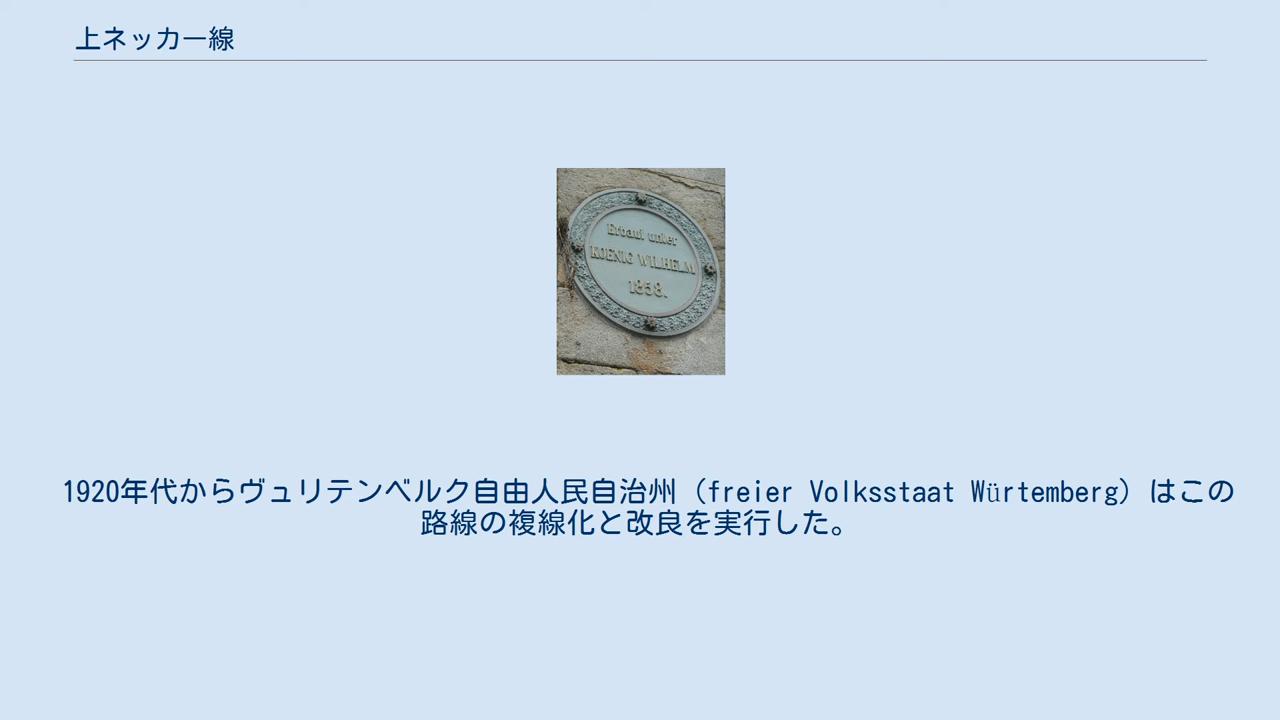 上ネッカー線
Erbaut unter
KOENIG WILHELM
1858.
1920年代からヴュリテンベルク自由人民自治州（freier Volksstaat Würtemberg）はこの
路線の複線化と改良を実行した。